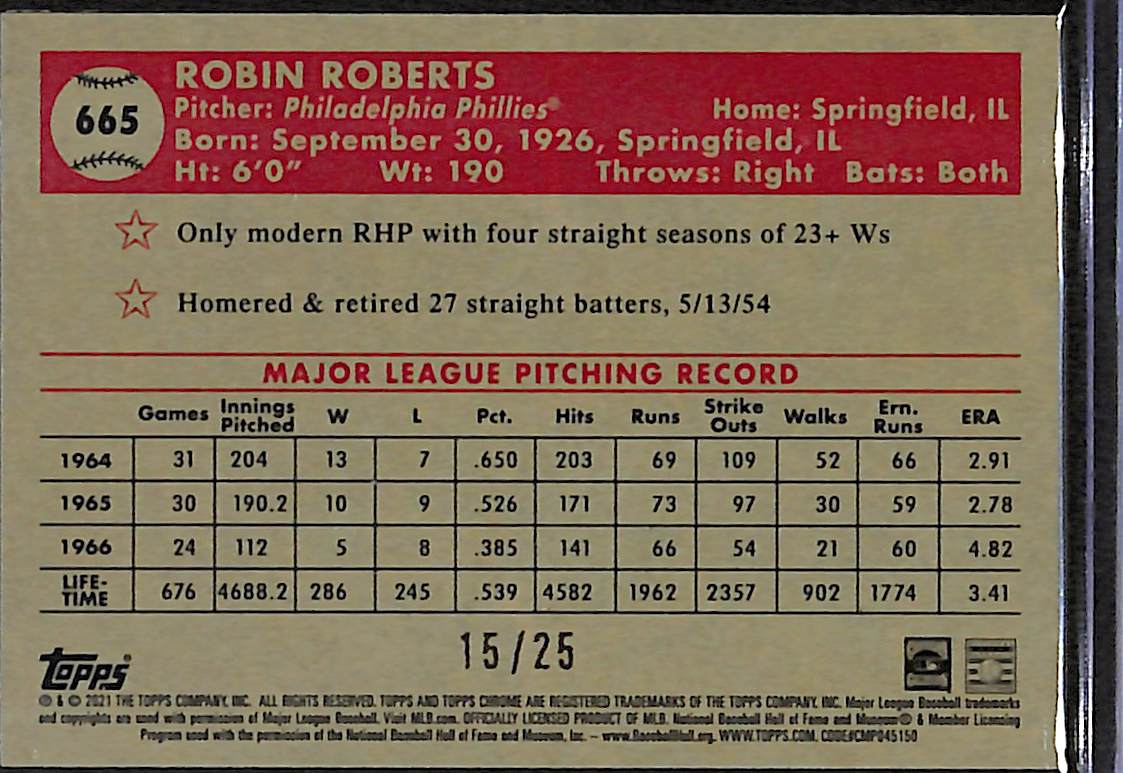 665
ROBIN ROBERTS
Pitcher: Philadelphia Phillies® Home: Springfield, IL
Born: September 30, 1926, Springfield, IL
Ht: 6'0" Wt: 190 Throws: Right Bats: Both
Only modern RHP with four straight seasons of 23+ Ws
Homered & retired 27 straight batters, 5/13/54
MAJOR LEAGUE PITCHING RECORD
Games Innings Pitched W L Pct. Hits Runs Strike Outs Walks Ern. Runs ERA
1964 31 204 13 7 .650 203 69 109 52 66 2.91
1965 30 190.2 10 9 .526 171 73 97 30 59 2.78
1966 24 112 5 8 .385 141 66 54 21 60 4.82
LIFE-TIME 676 4688.2 286 245 .539 4582 1962 2357 902 1774 3.41
15/25
Topps®
® & © 2021 THE TOPPS COMPANY, INC. ALL RIGHTS RESERVED. TOPPS AND TOPPS CHROME ARE REGISTERED TRADEMARKS OF THE TOPPS COMPANY, INC. Major League Baseball trademarks
and copyrights are used with permission of Major League Baseball. Visit MLB.com. OFFICIALLY LICENSED PRODUCT OF MLB. National Baseball Hall of Fame and Museum® & Member Licensing
Program used with the permission of the National Baseball Hall of Fame and Museum, Inc. – www.BaseballHall.org. WWW.TOPPS.COM. CODE#CMP045150